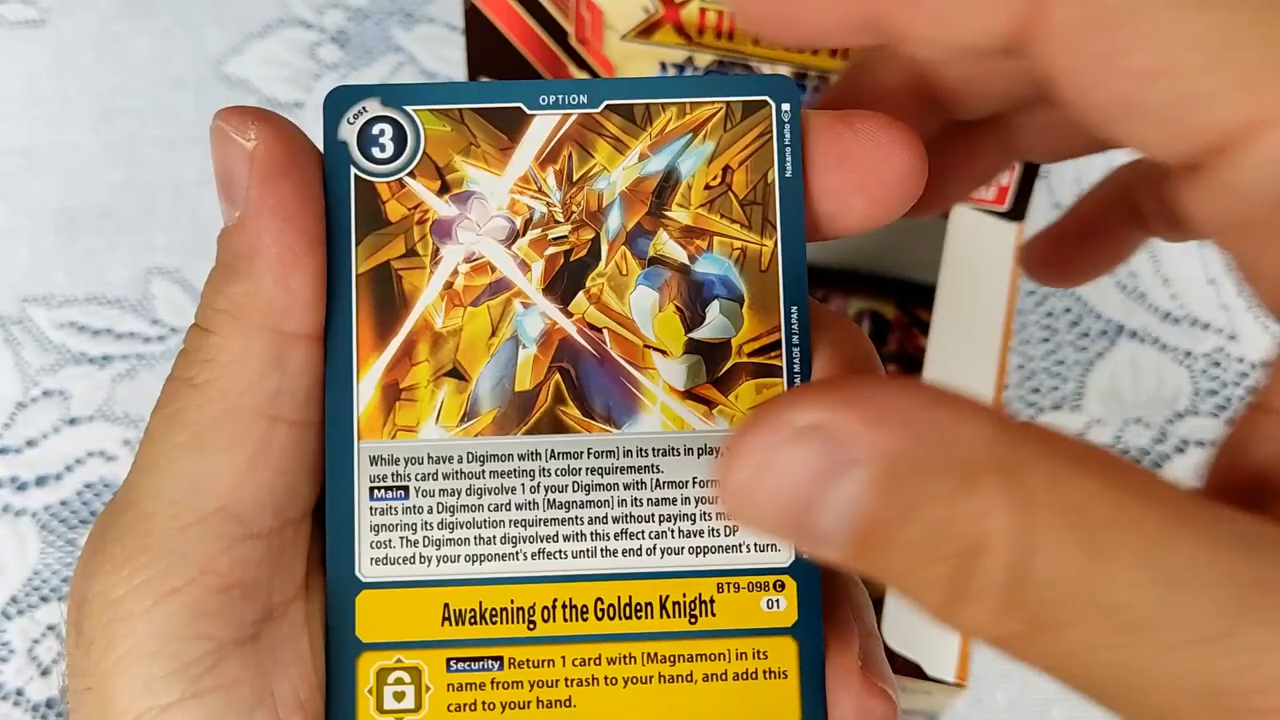 OPTION
Cost
3
Nakano Haito
AI MADE IN JAPAN
While you have a Digimon with [Armor Form] in its traits in play,
use this card without meeting its color requirements.
Main You may digivolve 1 of your Digimon with [Armor Form
traits into a Digimon card with [Magnamon] in its name in your
ignoring its digivolution requirements and without paying its
cost. The Digimon that digivolved with this effect can't have its DP
reduced by your opponent's effects until the end of your opponent's turn.
BT9-098 C
Awakening of the Golden Knight
01
Security Return 1 card with [Magnamon] in its
name from your trash to your hand, and add this
card to your hand.